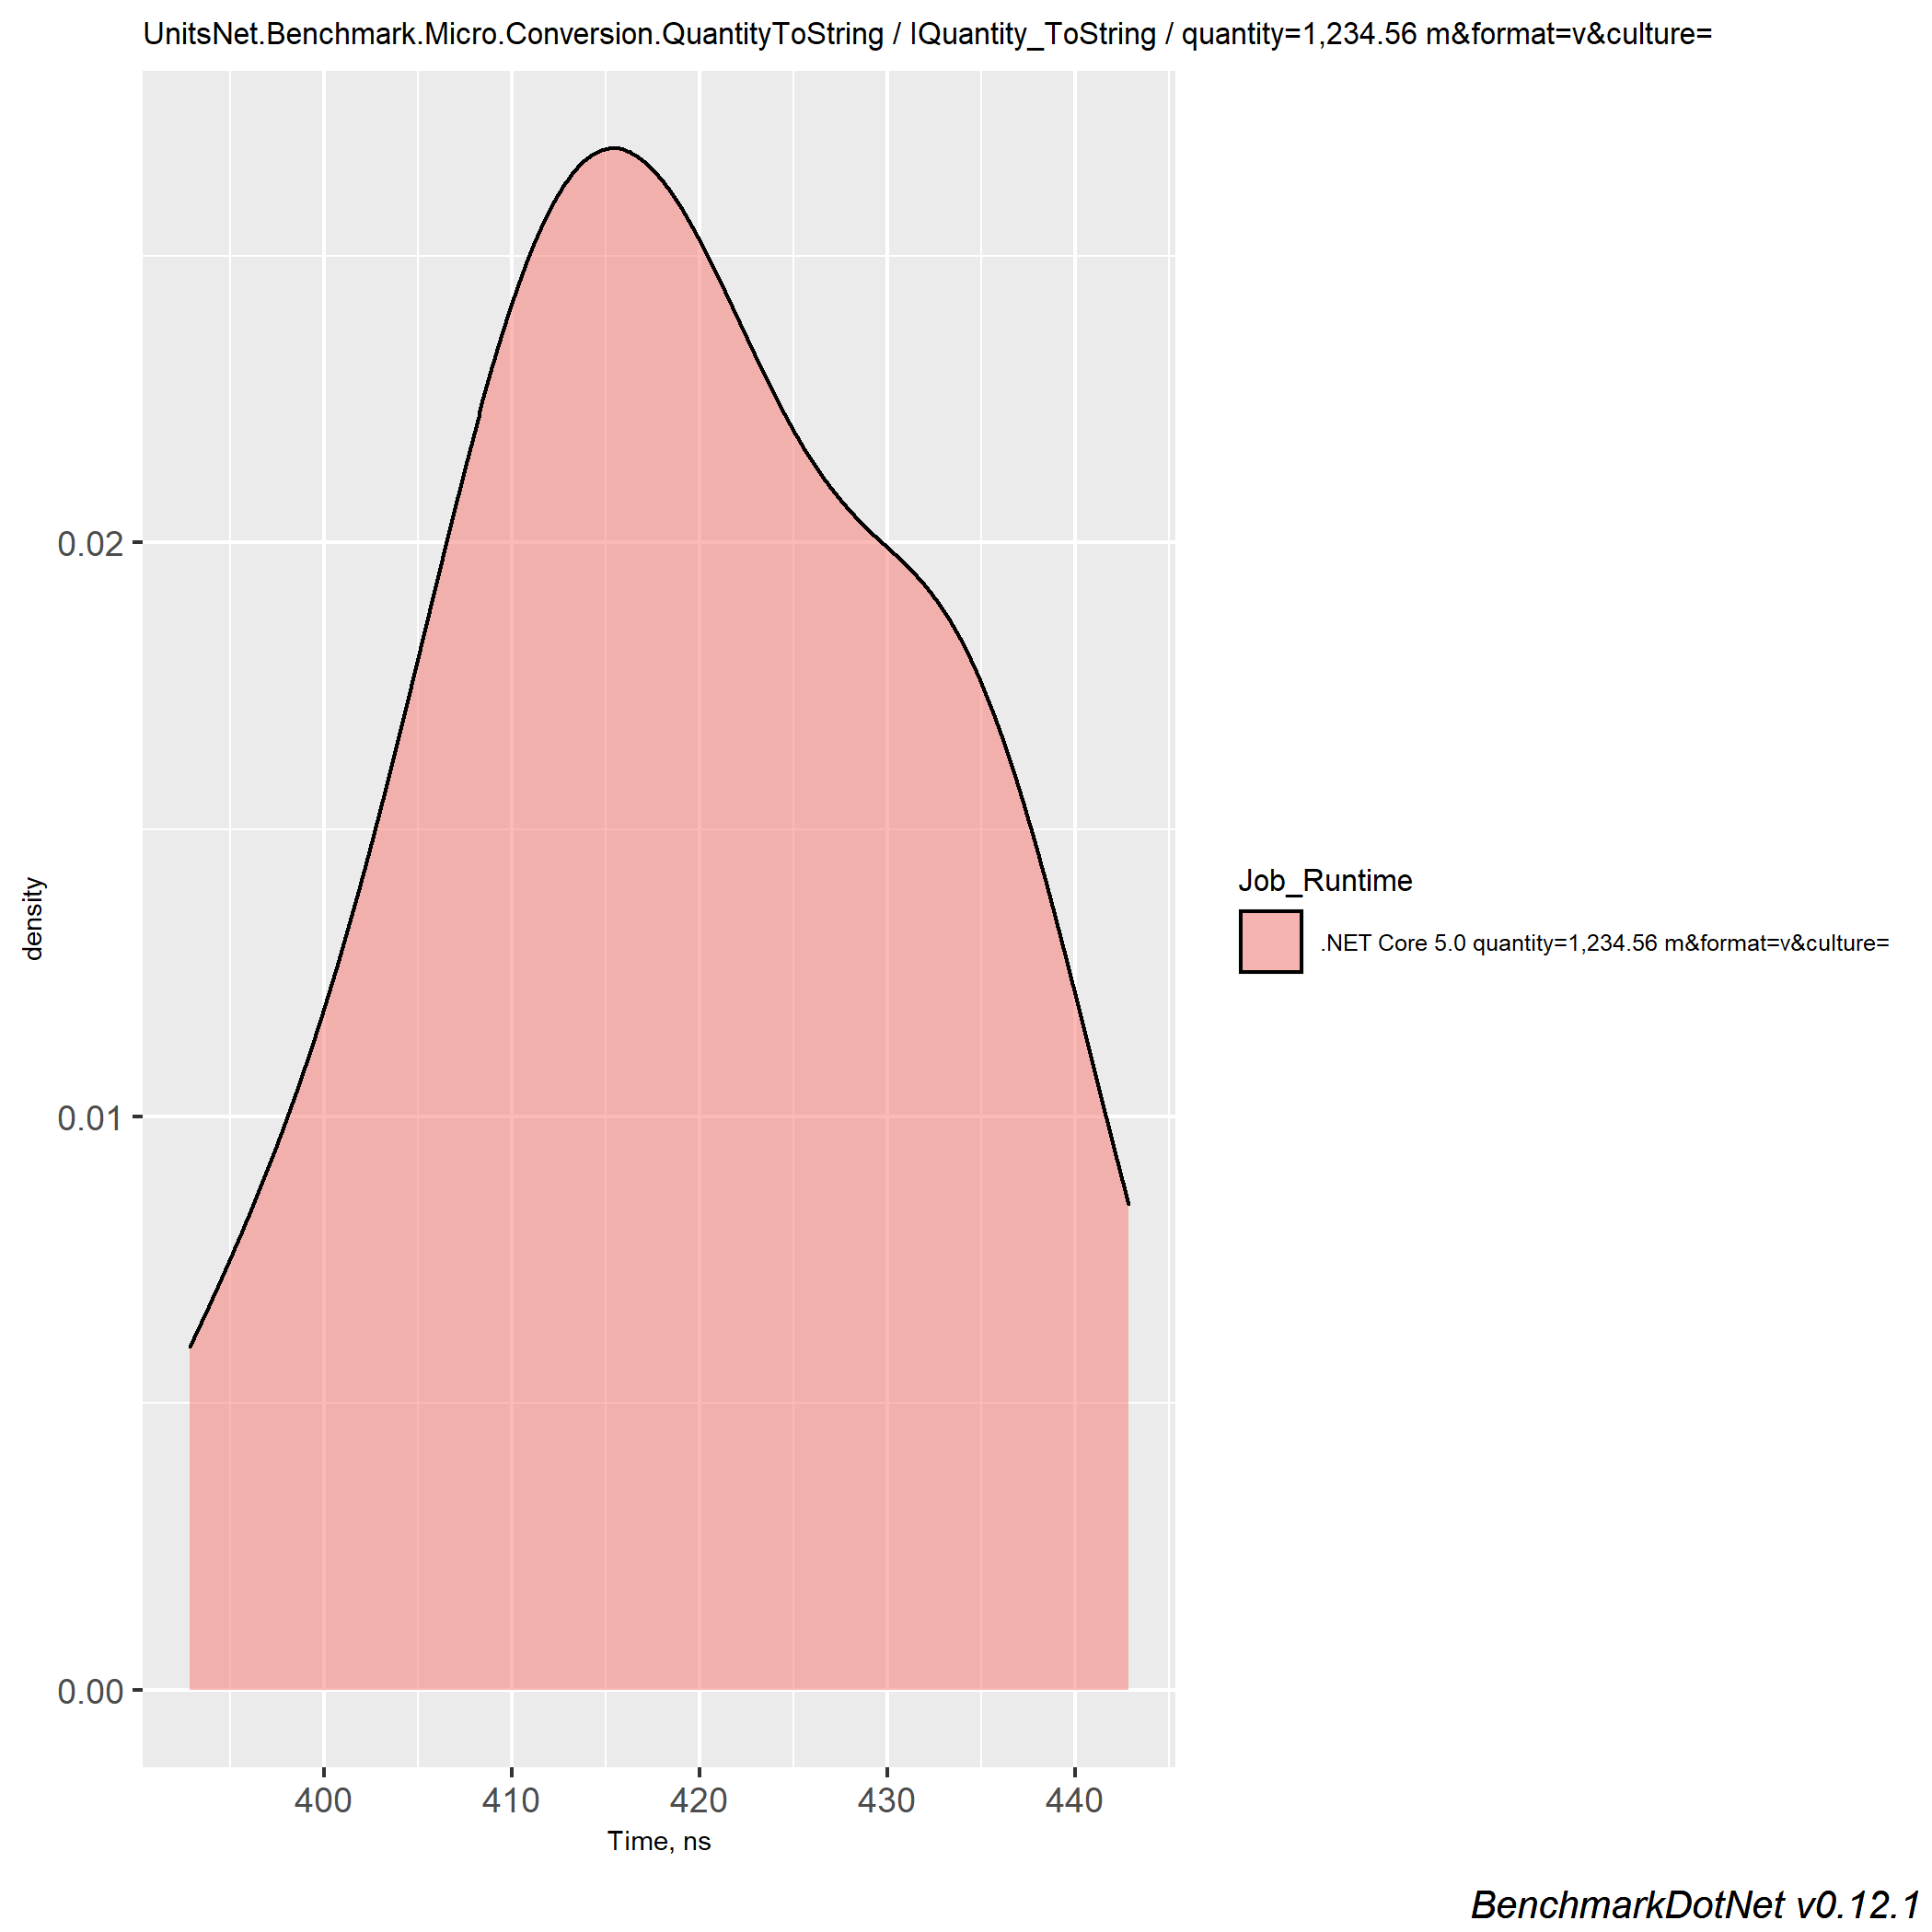 UnitsNet.Benchmark.Micro.Conversion.QuantityToString / IQuantity_ToString / quantity=1,234.56 m&format=v&culture=
density
0.02
0.01
0.00
400 410 420 430 440
Time, ns
Job_Runtime
.NET Core 5.0 quantity=1,234.56 m&format=v&culture=
BenchmarkDotNet v0.12.1